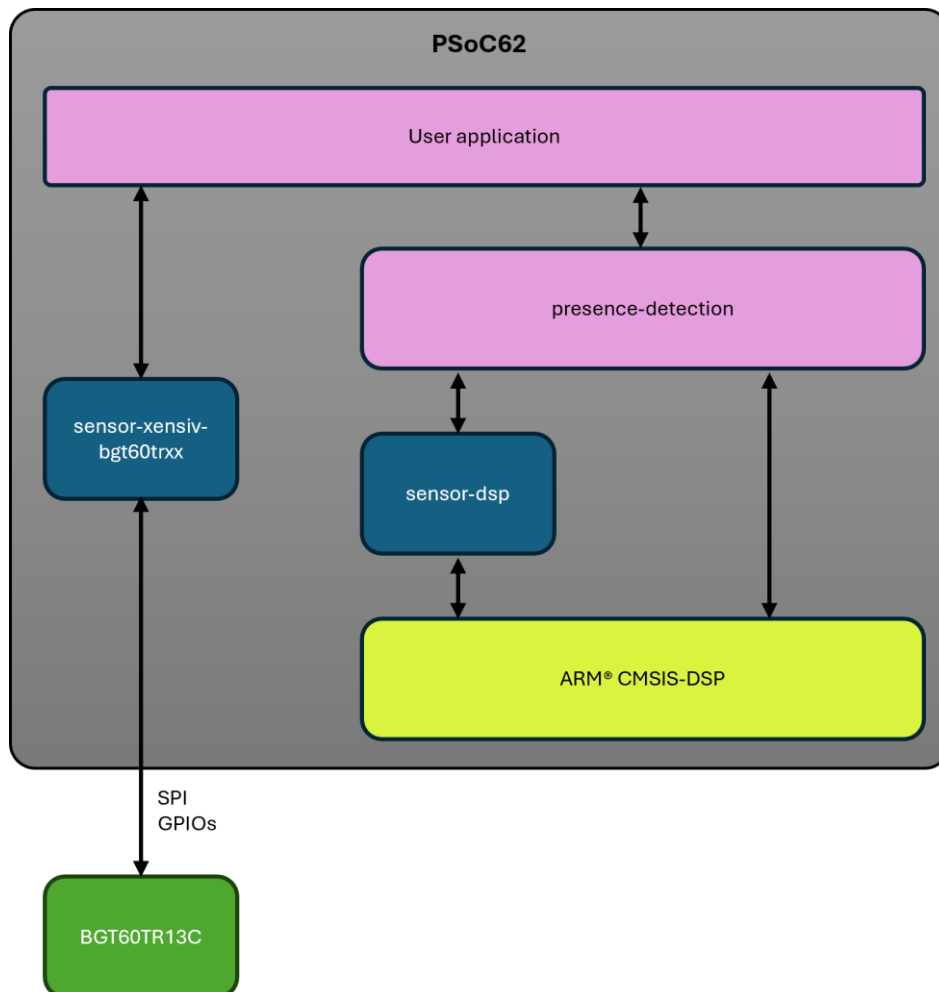 PSoC62
User application
presence-detection
sensor-xensiv-
bgt60trxx
sensor-dsp
ARM® CMSIS-DSP
SPI
GPIOs
BGT60TR13C